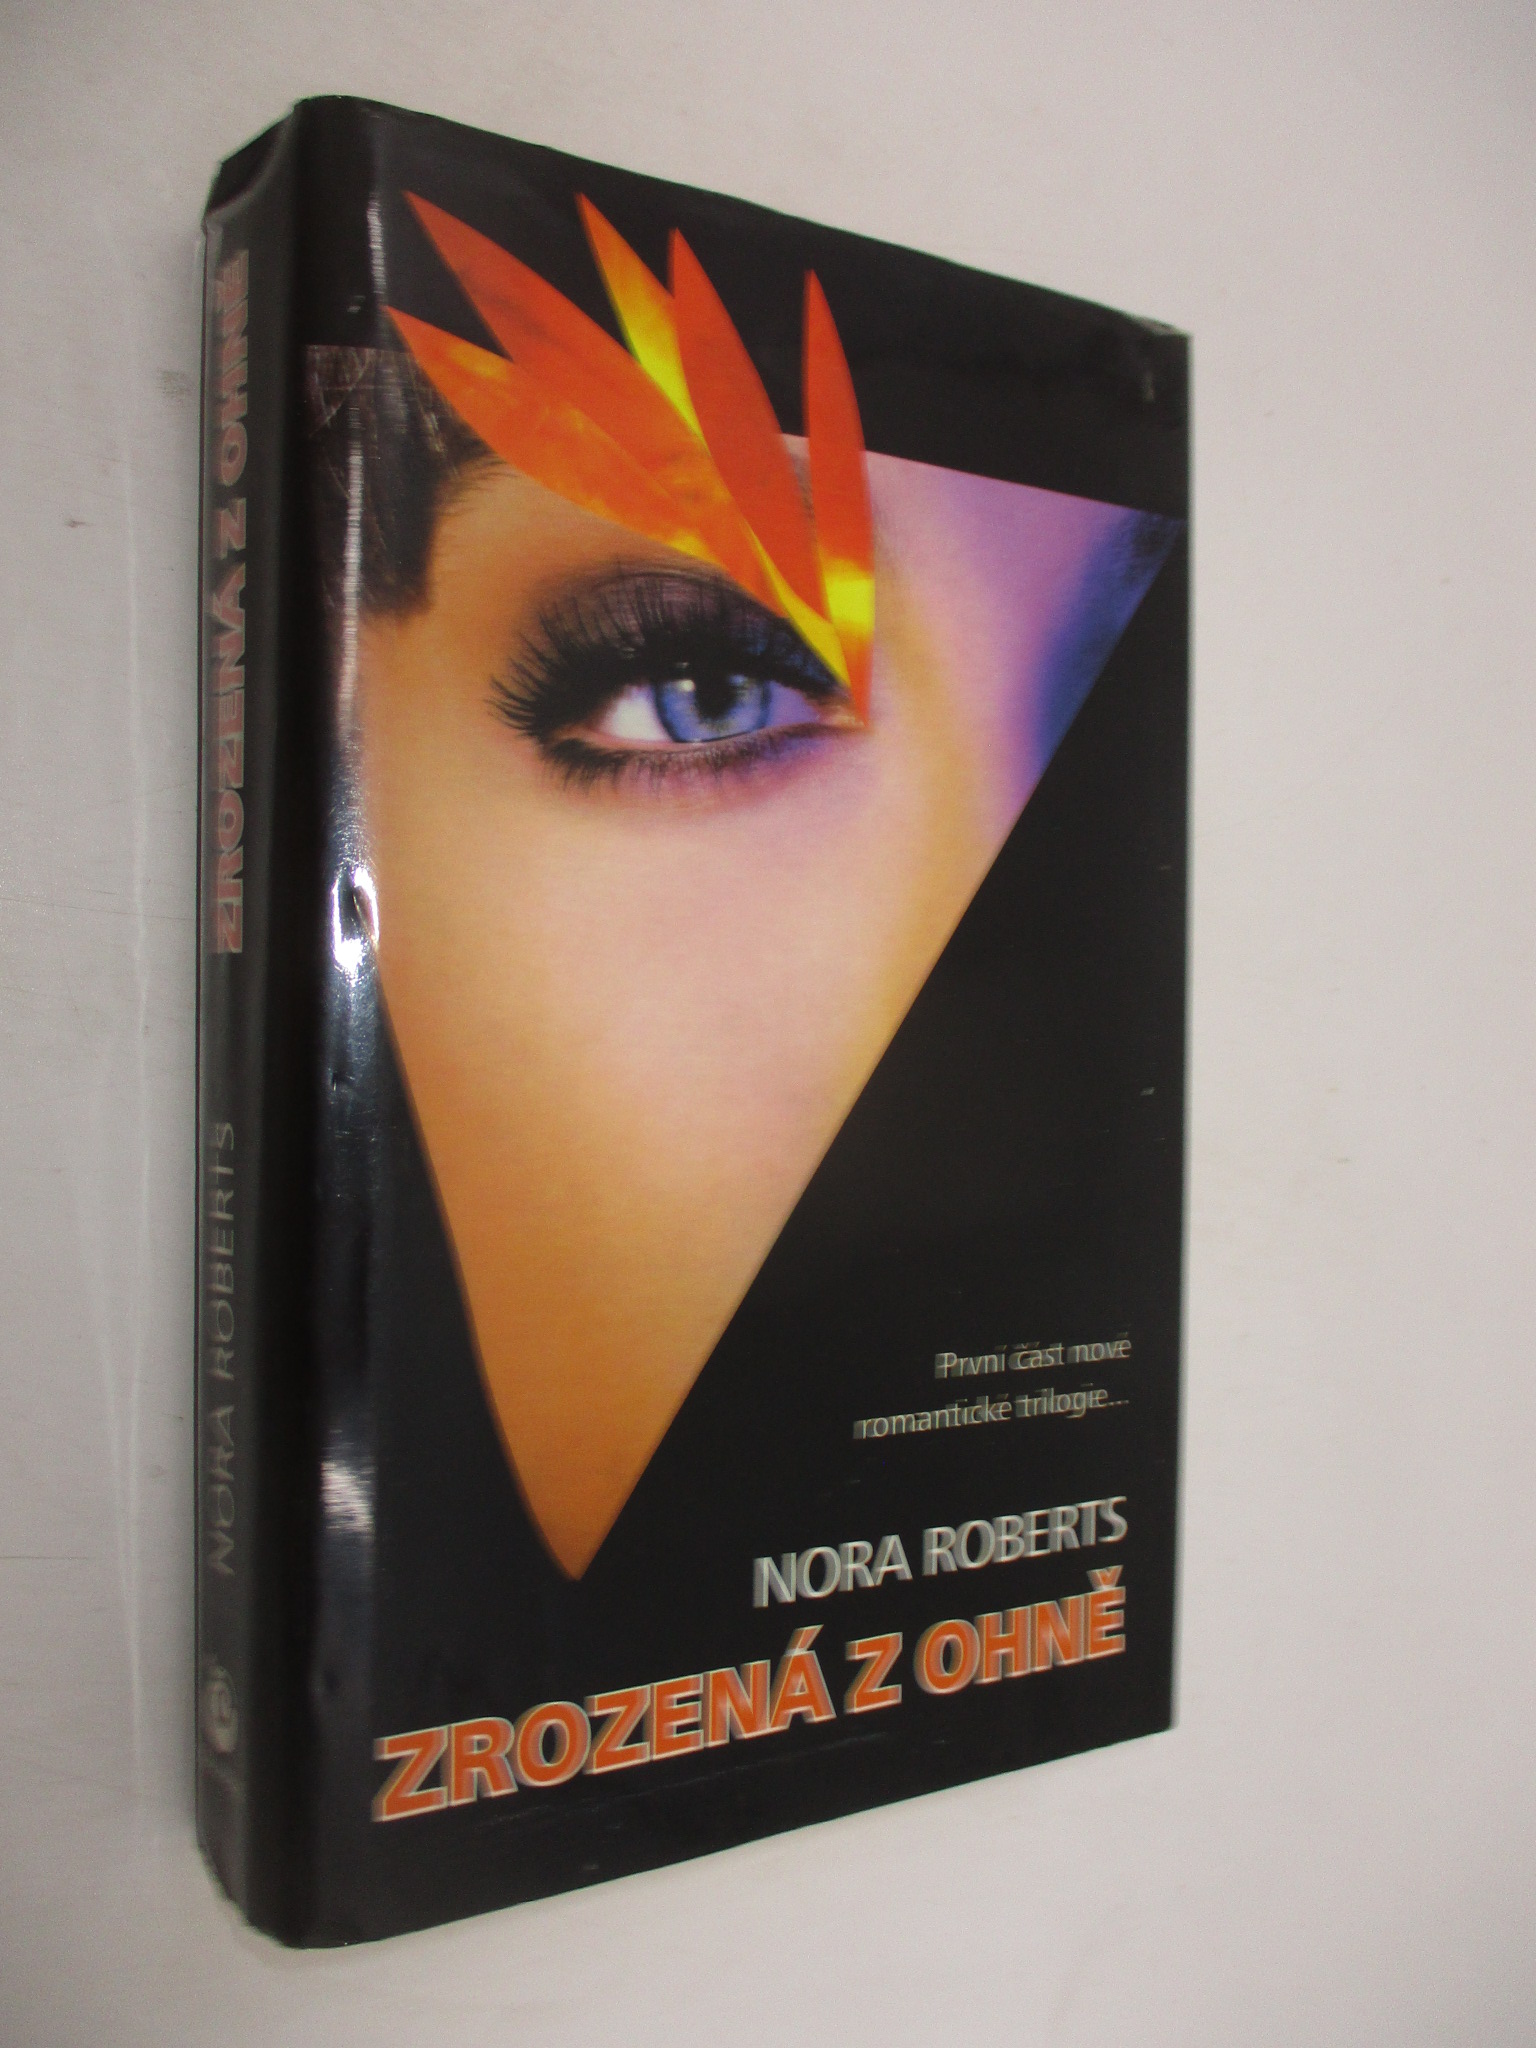 První část nové
romantické trilogie...
NORA ROBERTS
ZROZENÁ Z OHNĚ
NORA ROBERTS ZROZENÁ Z OHNĚ